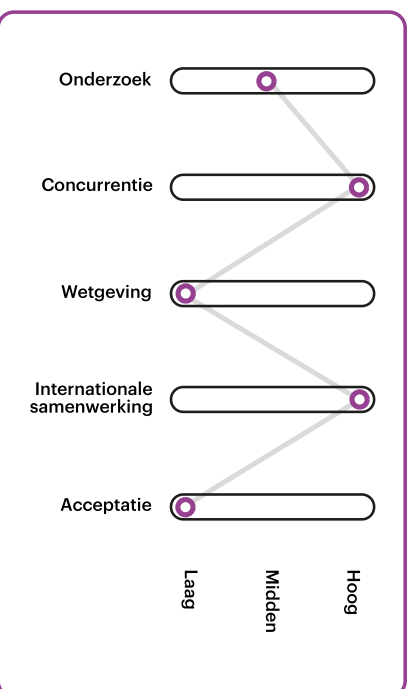 Onderzoek
Concurrentie
Wetgeving
Internationale
samenwerking
Acceptatie
Laag
Midden
Hoog